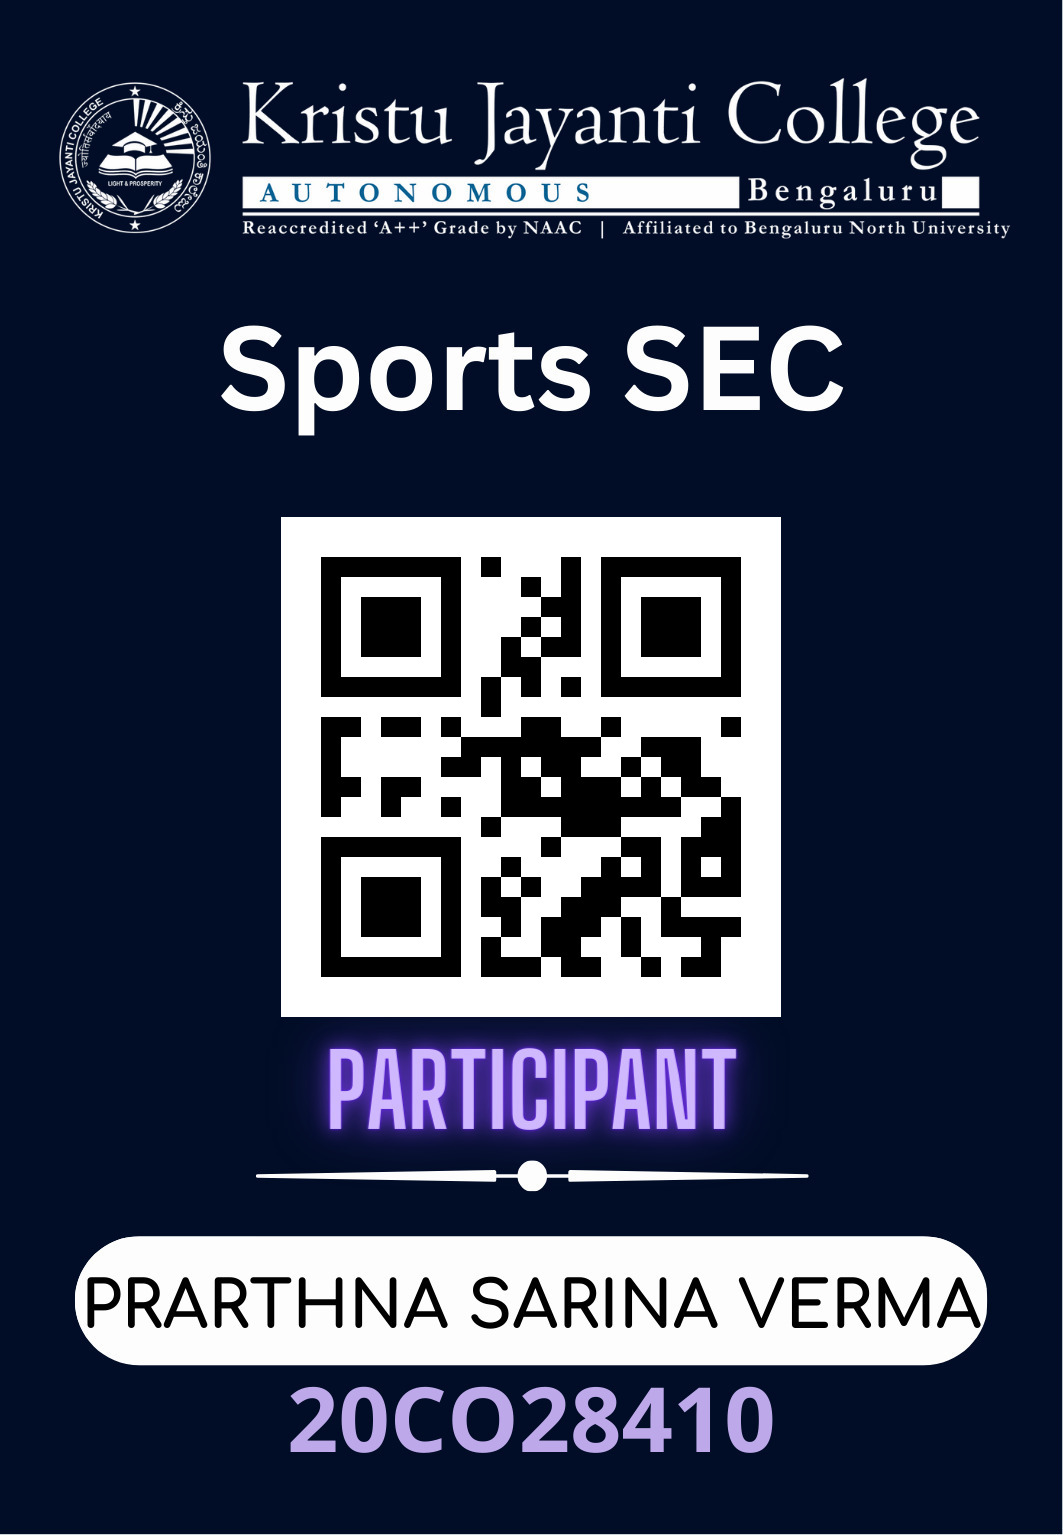 KRISTU JAYANTI COLLEGE
LIGHT & PROSPERITY
Kristu Jayanti College
AUTONOMOUS Bengaluru
Reaccredited ‘A++’ Grade by NAAC | Affiliated to Bengaluru North University
Sports SEC
PARTICIPANT
PRARTHNA SARINA VERMA
20CO28410